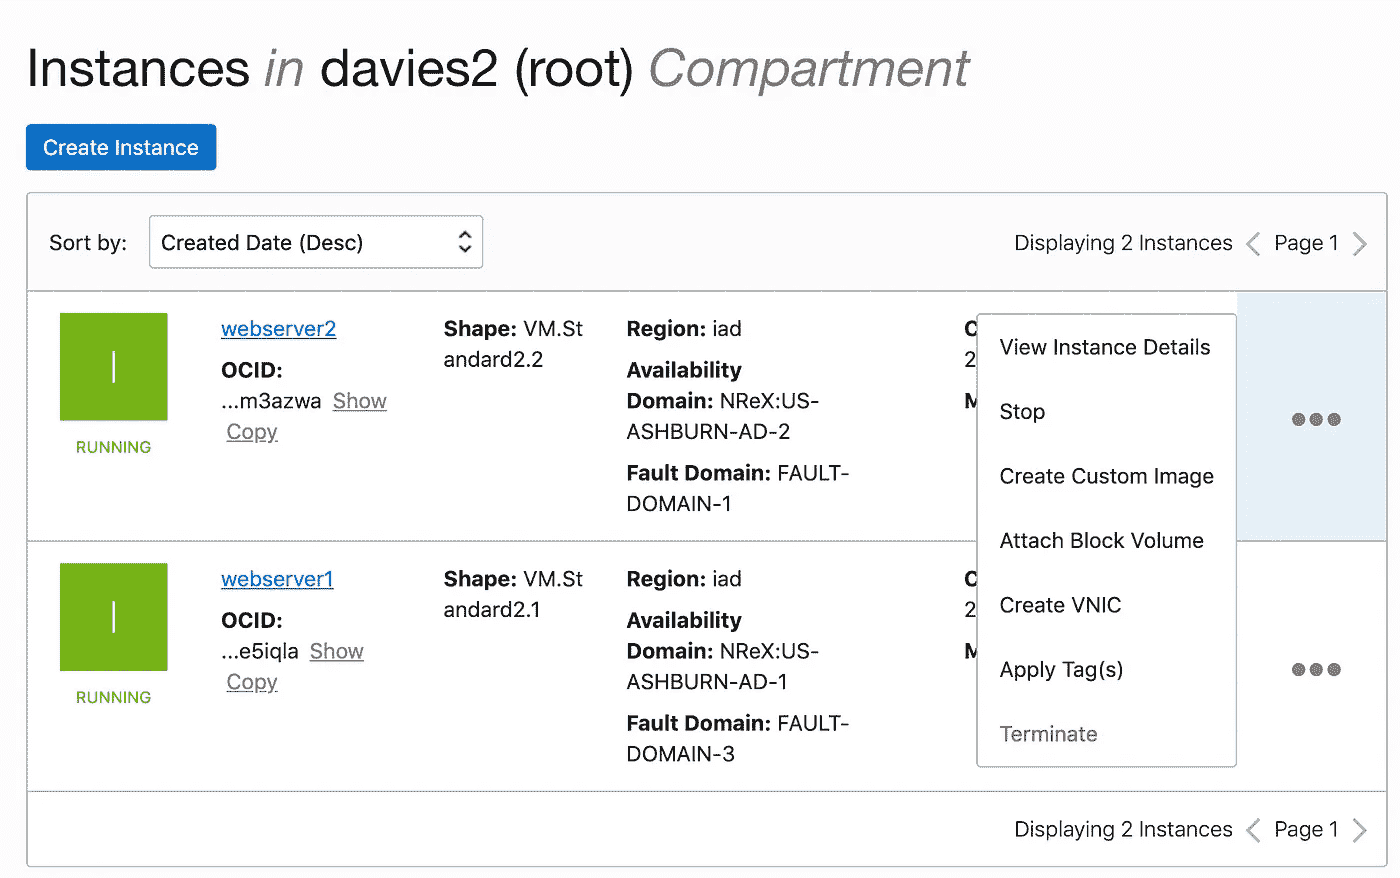 Instances in davies2 (root) Compartment
Create Instance
Sort by: Created Date (Desc)
Displaying 2 Instances
Page 1
RUNNING
webserver2
OCID:
...m3azwa Show
Copy
Shape: VM.St
andard2.2
Region: iad
Availability
Domain: NReX:US-
ASHBURN-AD-2
Fault Domain: FAULT-
DOMAIN-1
RUNNING
webserver1
OCID:
...e5iqla Show
Copy
Shape: VM.St
andard2.1
Region: iad
Availability
Domain: NReX:US-
ASHBURN-AD-1
Fault Domain: FAULT-
DOMAIN-3
View Instance Details
Stop
Create Custom Image
Attach Block Volume
Create VNIC
Apply Tag(s)
Terminate
Displaying 2 Instances
Page 1